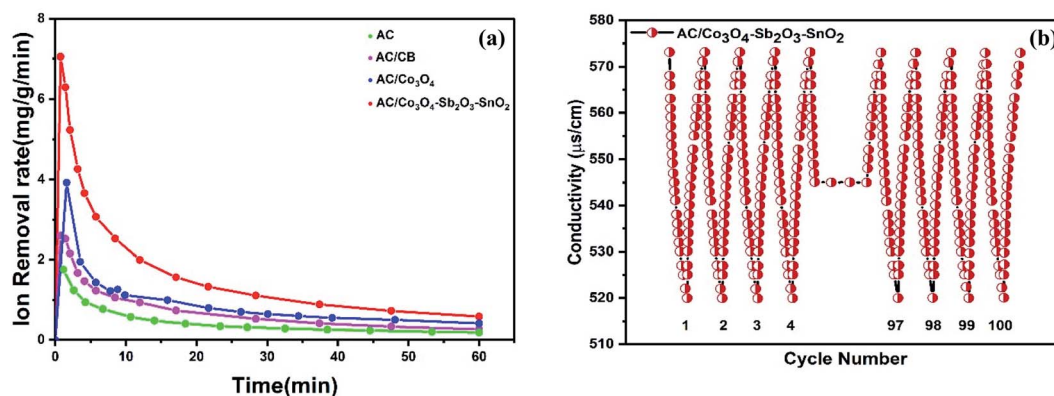 (a)
AC
AC/CB
AC/Co₃O₄
AC/Co₃O₄-Sb₂O₃-SnO₂
Ion Removal rate(mg/g/min)
8
6
4
2
0
0 10 20 30 40 50 60
Time(min)
(b)
AC/Co₃O₄-Sb₂O₃-SnO₂
Conductivity (µs/cm)
580
570
560
550
540
530
520
510
1 2 3 4 97 98 99 100
Cycle Number